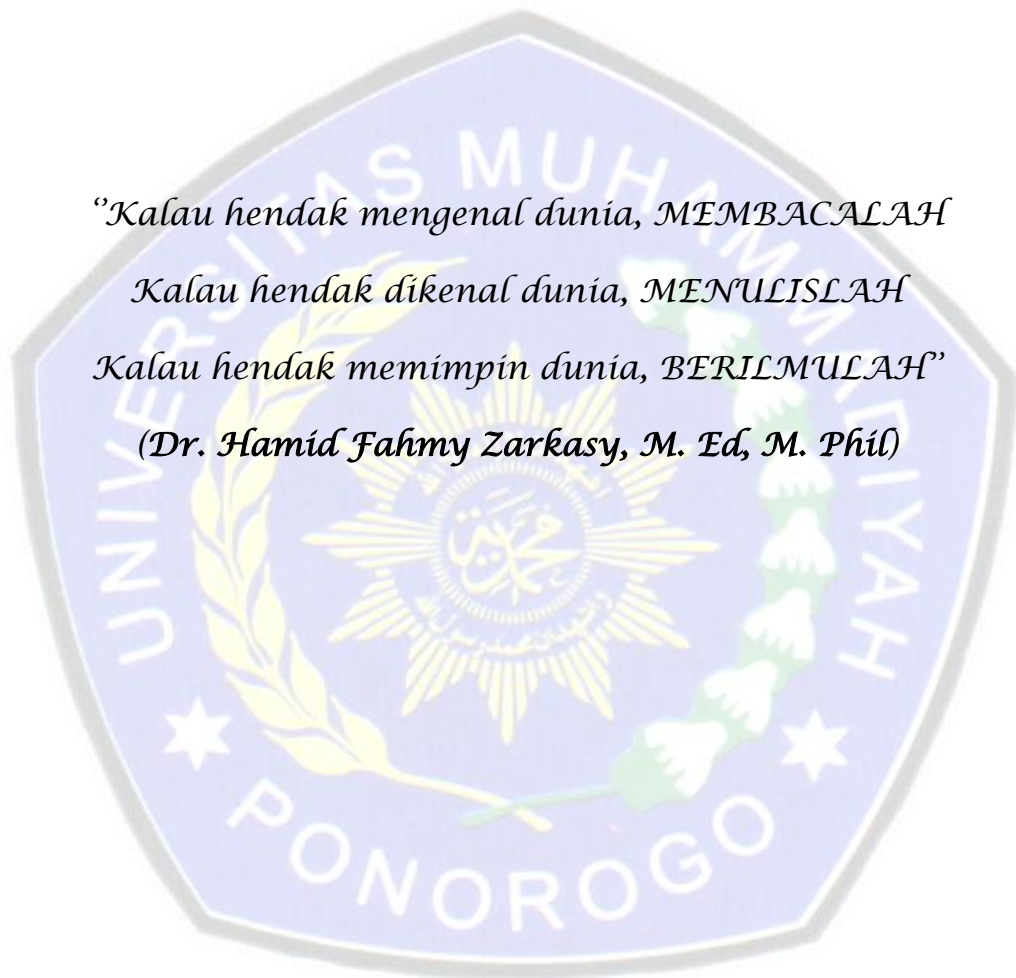 “Kalau hendak mengenal dunia, MEMBACALAH
Kalau hendak dikenal dunia, MENULISLAH
Kalau hendak memimpin dunia, BERILMULAH”
(Dr. Hamid Fahmy Zarkasy, M. Ed, M. Phil)
UNIVERSITAS MUHAMMADIYAH
PONOROGO
محمدية